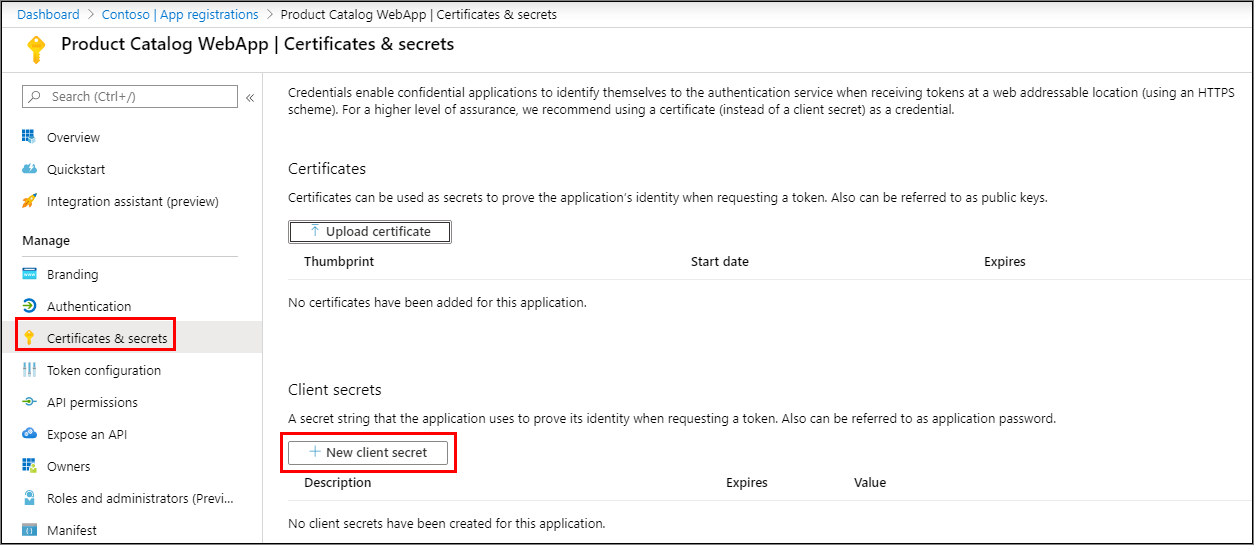 Dashboard > Contoso | App registrations > Product Catalog WebApp | Certificates & secrets
Product Catalog WebApp | Certificates & secrets
Search (Ctrl+/)
«
Overview
Quickstart
Integration assistant (preview)
Manage
Branding
Authentication
Certificates & secrets
Token configuration
API permissions
Expose an API
Owners
Roles and administrators (Previ...
Manifest
Credentials enable confidential applications to identify themselves to the authentication service when receiving tokens at a web addressable location (using an HTTPS
scheme). For a higher level of assurance, we recommend using a certificate (instead of a client secret) as a credential.
Certificates
Certificates can be used as secrets to prove the application's identity when requesting a token. Also can be referred to as public keys.
Upload certificate
Thumbprint Start date Expires
No certificates have been added for this application.
Client secrets
A secret string that the application uses to prove its identity when requesting a token. Also can be referred to as application password.
+ New client secret
Description Expires Value
No client secrets have been created for this application.